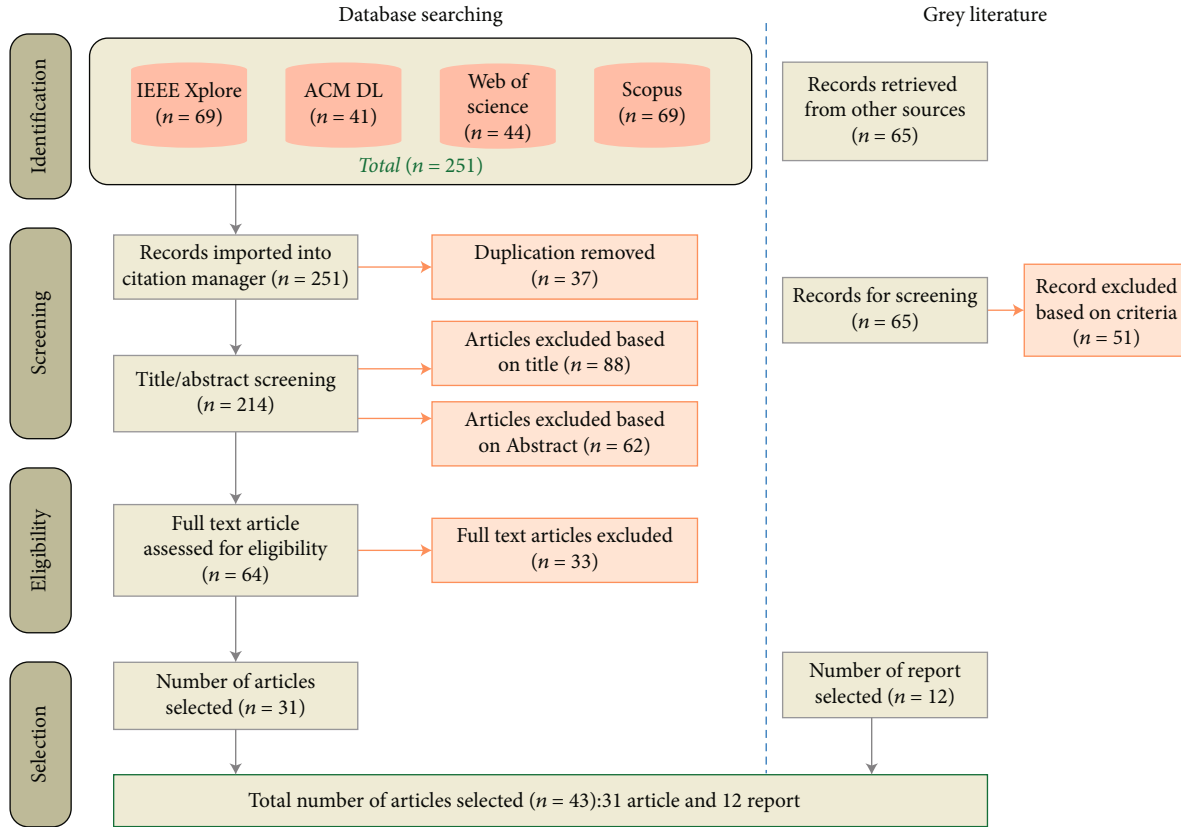 Database searching
Grey literature
Identification
IEEE Xplore
(n = 69)
ACM DL
(n = 41)
Web of
science
(n = 44)
Scopus
(n = 69)
Total (n = 251)
Records retrieved
from other sources
(n = 65)
Screening
Records imported into
citation manager (n = 251)
Duplication removed
(n = 37)
Title/abstract screening
(n = 214)
Articles excluded based
on title (n = 88)
Articles excluded based
on Abstract (n = 62)
Records for screening
(n = 65)
Record excluded
based on criteria
(n = 51)
Eligibility
Full text article
assessed for eligibility
(n = 64)
Full text articles excluded
(n = 33)
Selection
Number of articles
selected (n = 31)
Number of report
selected (n = 12)
Total number of articles selected (n = 43):31 article and 12 report